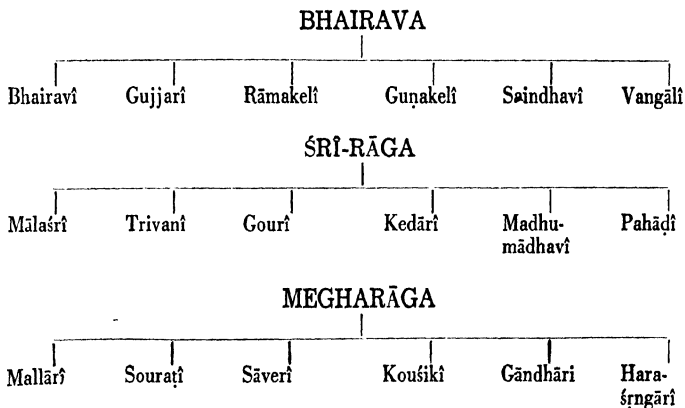 BHAIRAVA
Bhairavî Gujjarî Rāmakelî Guṇakelî Saindhavî Vangālî
ŚRÎ-RĀGA
Mālaśrî Trivanî Gourî Kedārî Madhu- Pahāḍî
mādhavî
MEGHARĀGA
Mallārî Souraṭî Sāverî Kouśikî Gāndhāri Hara-
śṛngārî